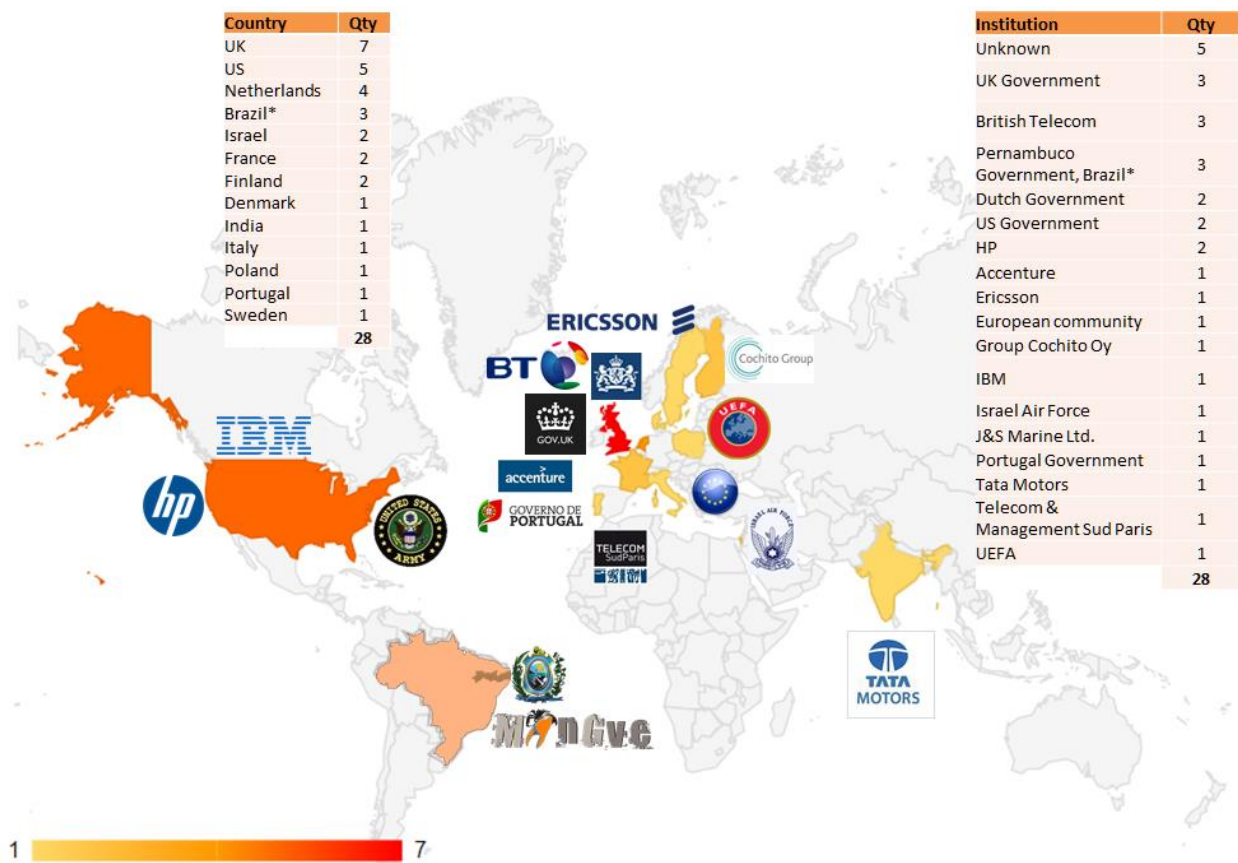 Country Qty
UK 7
US 5
Netherlands 4
Brazil* 3
Israel 2
France 2
Finland 2
Denmark 1
India 1
Italy 1
Poland 1
Portugal 1
Sweden 1
28
Institution Qty
Unknown 5
UK Government 3
British Telecom 3
Pernambuco
Government, Brazil* 3
Dutch Government 2
US Government 2
HP 2
Accenture 1
Ericsson 1
European community 1
Group Cochito Oy 1
IBM 1
Israel Air Force 1
J&S Marine Ltd. 1
Portugal Government 1
Tata Motors 1
Telecom &
Management Sud Paris 1
UEFA 1
28
ERICSSON
BT
Cochito Group
GOV.UK
UEFA
IBM
accenture
hp
UNITED STATES
ARMY
GOVERNO DE
PORTUGAL
ISRAEL AIR FORCE
TELECOM
SudParis
TATA
MOTORS
ManGve
1 7